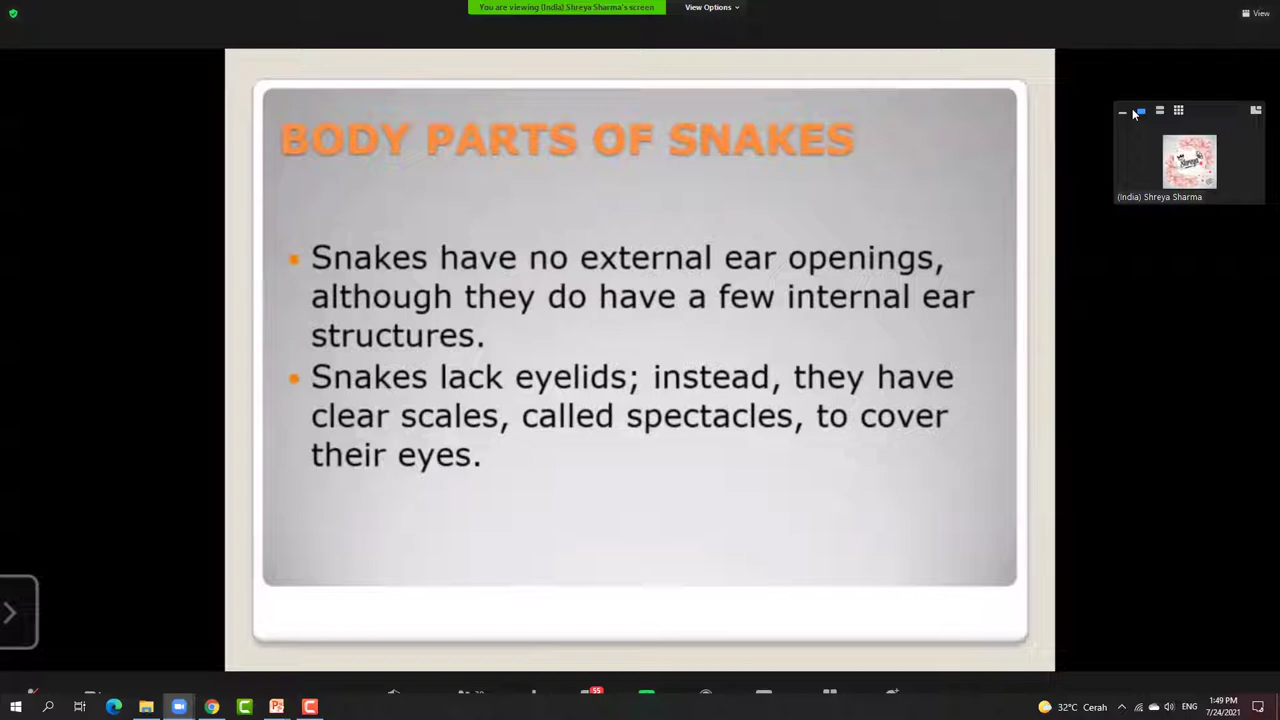 You are viewing (India) Shreya Sharma's screen
View Options
View
BODY PARTS OF SNAKES
Snakes have no external ear openings,
although they do have a few internal ear
structures.
Snakes lack eyelids; instead, they have
clear scales, called spectacles, to cover
their eyes.
Shreya
(India) Shreya Sharma
55
32°C Cerah
ENG
1:49 PM
7/24/2021